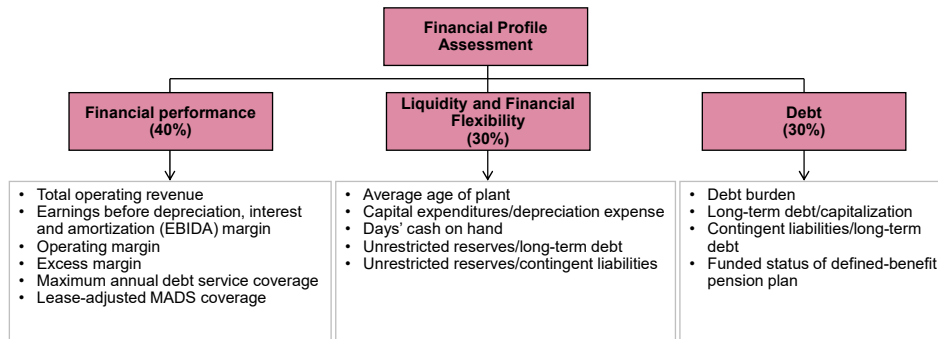 Financial Profile
Assessment
Financial performance
(40%)
Liquidity and Financial
Flexibility
(30%)
Debt
(30%)
• Total operating revenue
• Earnings before depreciation, interest
and amortization (EBIDA) margin
• Operating margin
• Excess margin
• Maximum annual debt service coverage
• Lease-adjusted MADS coverage
• Average age of plant
• Capital expenditures/depreciation expense
• Days' cash on hand
• Unrestricted reserves/long-term debt
• Unrestricted reserves/contingent liabilities
• Debt burden
• Long-term debt/capitalization
• Contingent liabilities/long-term
debt
• Funded status of defined-benefit
pension plan